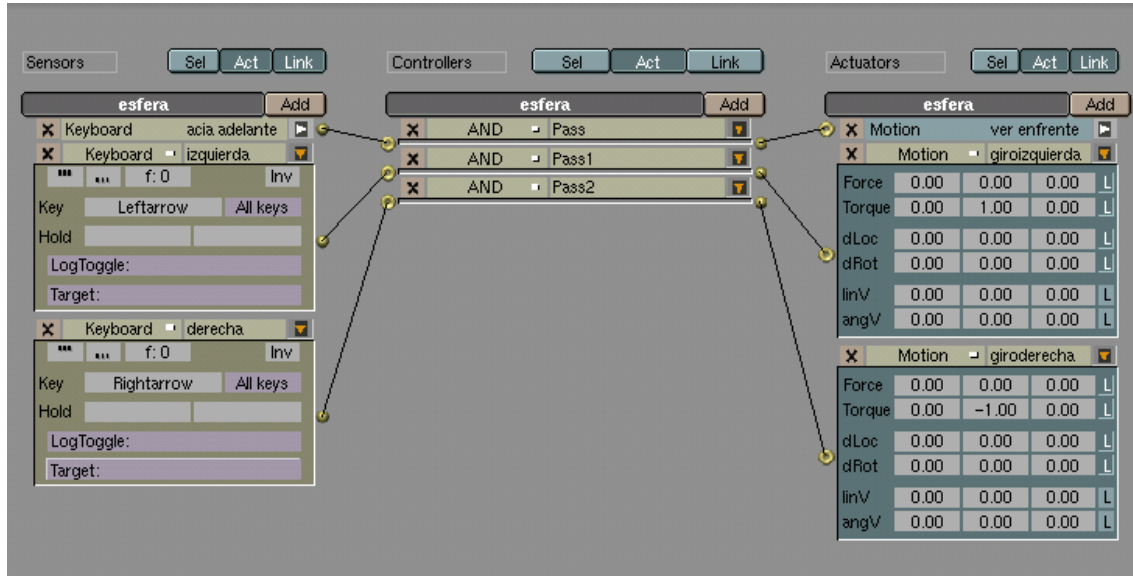 Sensors Sel Act Link Controllers Sel Act Link Actuators Sel Act Link
esfera Add esfera Add esfera Add
X Keyboard acia adelante X AND Pass X Motion ver enfrente
X Keyboard izquierda X AND Pass1 X Motion giroizquierda
f: 0 Inv X AND Pass2 Force 0.00 0.00 0.00 L
Key Leftarrow All keys Torque 0.00 1.00 0.00 L
Hold dLoc 0.00 0.00 0.00 L
LogToggle: dRot 0.00 0.00 0.00 L
Target: linV 0.00 0.00 0.00 L
X Keyboard derecha angV 0.00 0.00 0.00 L
f: 0 Inv X Motion giroderecha
Key Rightarrow All keys Force 0.00 0.00 0.00 L
Hold Torque 0.00 -1.00 0.00 L
LogToggle: dLoc 0.00 0.00 0.00 L
Target: dRot 0.00 0.00 0.00 L
linV 0.00 0.00 0.00 L
angV 0.00 0.00 0.00 L